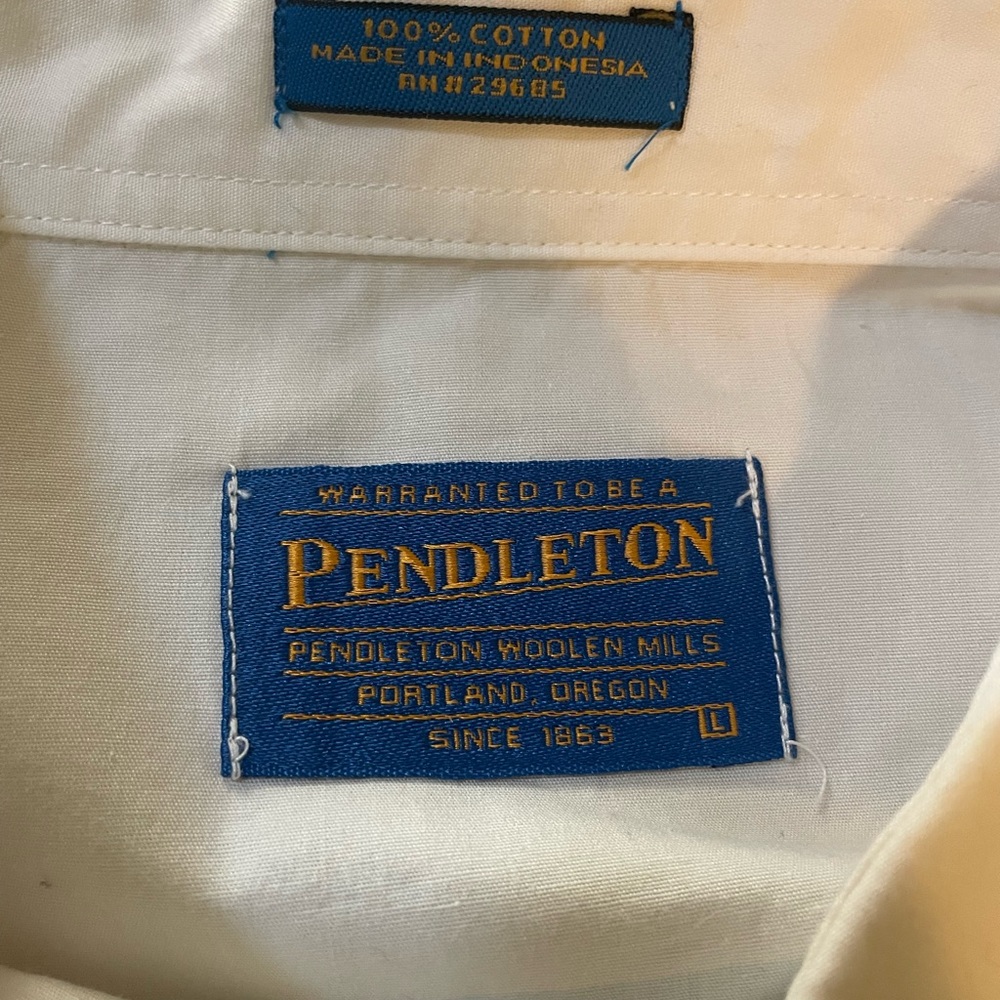 100% COTTON
MADE IN INDONESIA
RN# 29685
WARRANTED TO BE A
PENDLETON
PENDLETON WOOLEN MILLS
PORTLAND, OREGON
SINCE 1863
L